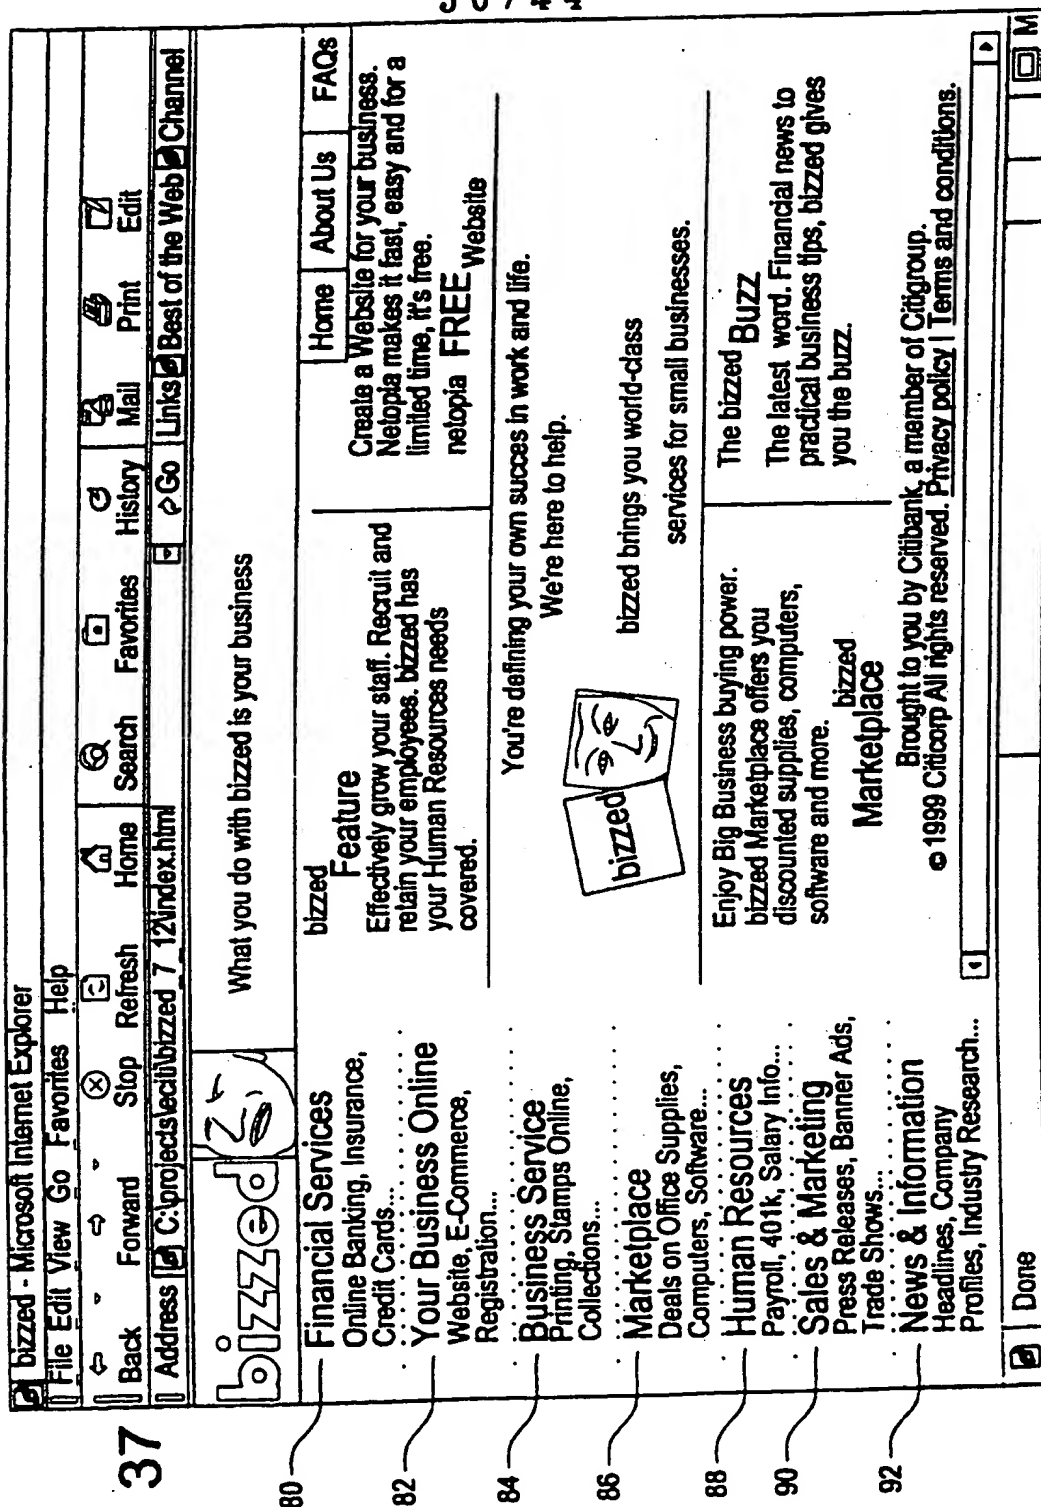 bizzed - Microsoft Internet Explorer
File Edit View Go Favorites Help
Back Forward Stop Refresh Home Search Favorites History Mail Print Edit
Address C:\projects\eciti\bizzed_7_12\index.html Go Links Best of the Web Channel
37
bizzed
What you do with bizzed is your business
Home About Us FAQs
80
Financial Services
Online Banking, Insurance,
Credit Cards...
82
Your Business Online
Website, E-Commerce,
Registration...
84
Business Service
Printing, Stamps Online,
Collections...
86
Marketplace
Deals on Office Supplies,
Computers, Software...
88
Human Resources
Payroll, 401k, Salary Info...
90
Sales & Marketing
Press Releases, Banner Ads,
Trade Shows...
92
News & Information
Headlines, Company
Profiles, Industry Research...
bizzed
Feature
Effectively grow your staff. Recruit and
retain your employees. bizzed has
your Human Resources needs
covered.
Create a Website for your business.
Netopia makes it fast, easy and for a
limited time, it's free.
netopia FREE Website
You're defining your own succes in work and life.
We're here to help.
bizzed
bizzed brings you world-class
services for small businesses.
Enjoy Big Business buying power.
bizzed Marketplace offers you
discounted supplies, computers,
software and more.
bizzed
Marketplace
The bizzed Buzz
The latest word. Financial news to
practical business tips, bizzed gives
you the buzz.
Brought to you by Citibank, a member of Citigroup.
© 1999 Citicorp All rights reserved. Privacy policy | Terms and conditions.
Done
M